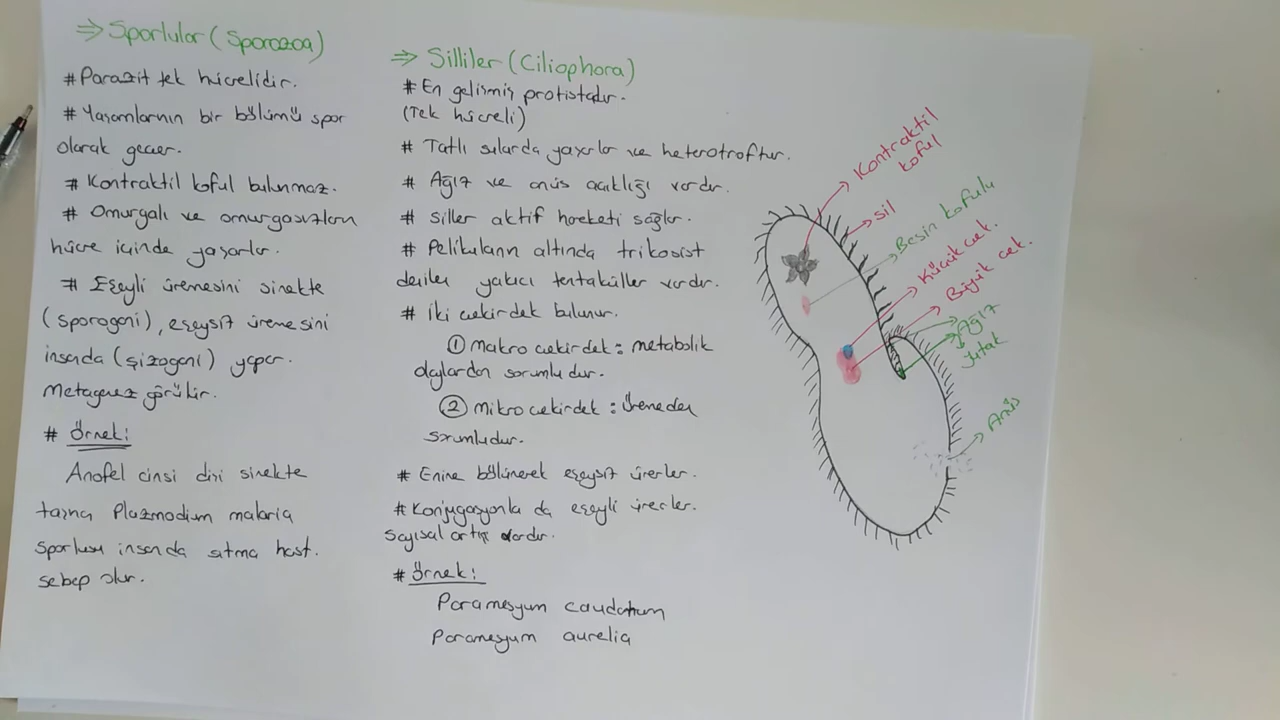 ⇒ Sporlular (Sporozoa)
# Parazit tek hücrelidir.
# Yaşamlarının bir bölümü spor
olarak geçer.
# Kontraktil koful bulunmaz.
# Omurgalı ve omurgasızların
hücre içinde yaşarlar.
# Eşeyli üremesini sinekte
(sporogoni), eşeysiz üremesini
insanda (şizogoni) yapar.
Metagenez görülür.
# Örnek:
Anofel cinsi dişi sinekte
taşınan Plazmodium malaria
sporlusu insanda sıtma hast.
sebep olur.
⇒ Silliler (Ciliophora)
# En gelişmiş protistadır.
(Tek hücreli)
# Tatlı sularda yaşarlar ve heterotroftur.
# Ağız ve anüs açıklığı vardır.
# Siller aktif hareketi sağlar.
# Pelikulanın altında trikosist
denilen yakıcı tentaküller vardır.
# İki çekirdek bulunur.
① Makro çekirdek: metabolik
olaylardan sorumludur.
② Mikro çekirdek: Üremeden
sorumludur.
# Enine bölünerek eşeysiz ürerler.
# Konjugasyonla da eşeyli ürerler.
Sayısal artış vardır.
# Örnek:
Paramesyum caudatum
Paramesyum aurelia
Kontraktil
koful
Sil
Besin kofulu
Küçük çek.
Büyük çek.
Ağız
Yutak
Anüs